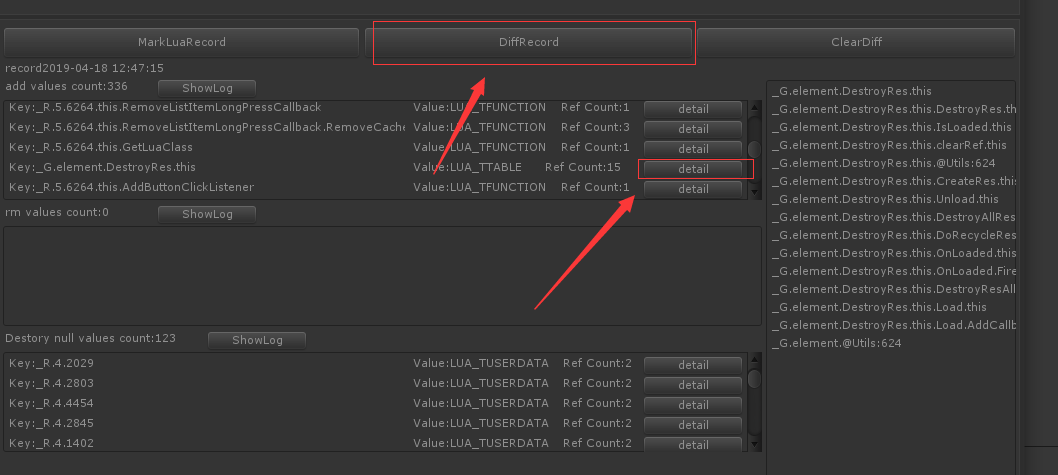 MarkLuaRecord DiffRecord ClearDiff
record2019-04-18 12:47:15
add values count:336 ShowLog
Key:_R.5.6264.this.RemoveListItemLongPressCallback Value:LUA_TFUNCTION Ref Count:1 detail
Key:_R.5.6264.this.RemoveListItemLongPressCallback.RemoveCache Value:LUA_TFUNCTION Ref Count:3 detail
Key:_R.5.6264.this.GetLuaClass Value:LUA_TFUNCTION Ref Count:1 detail
Key:_G.element.DestroyRes.this Value:LUA_TTABLE Ref Count:15 detail
Key:_R.5.6264.this.AddButtonClickListener Value:LUA_TFUNCTION Ref Count:1 detail
rm values count:0 ShowLog
Destory null values count:123 ShowLog
Key:_R.4.2029 Value:LUA_TUSERDATA Ref Count:2 detail
Key:_R.4.2803 Value:LUA_TUSERDATA Ref Count:2 detail
Key:_R.4.4454 Value:LUA_TUSERDATA Ref Count:2 detail
Key:_R.4.2845 Value:LUA_TUSERDATA Ref Count:2 detail
Key:_R.4.1402 Value:LUA_TUSERDATA Ref Count:2 detail
_G.element.DestroyRes.this
_G.element.DestroyRes.this.DestroyRes.th
_G.element.DestroyRes.this.IsLoaded.this
_G.element.DestroyRes.this.clearRef.this
_G.element.DestroyRes.this.@Utils:624
_G.element.DestroyRes.this.CreateRes.this
_G.element.DestroyRes.this.Unload.this
_G.element.DestroyRes.this.DestroyAllRes
_G.element.DestroyRes.this.DoRecycleRes
_G.element.DestroyRes.this.OnLoaded.this
_G.element.DestroyRes.this.OnLoaded.Fire
_G.element.DestroyRes.this.DestroyResAll
_G.element.DestroyRes.this.Load.this
_G.element.DestroyRes.this.Load.AddCallb
_G.element.@Utils:624